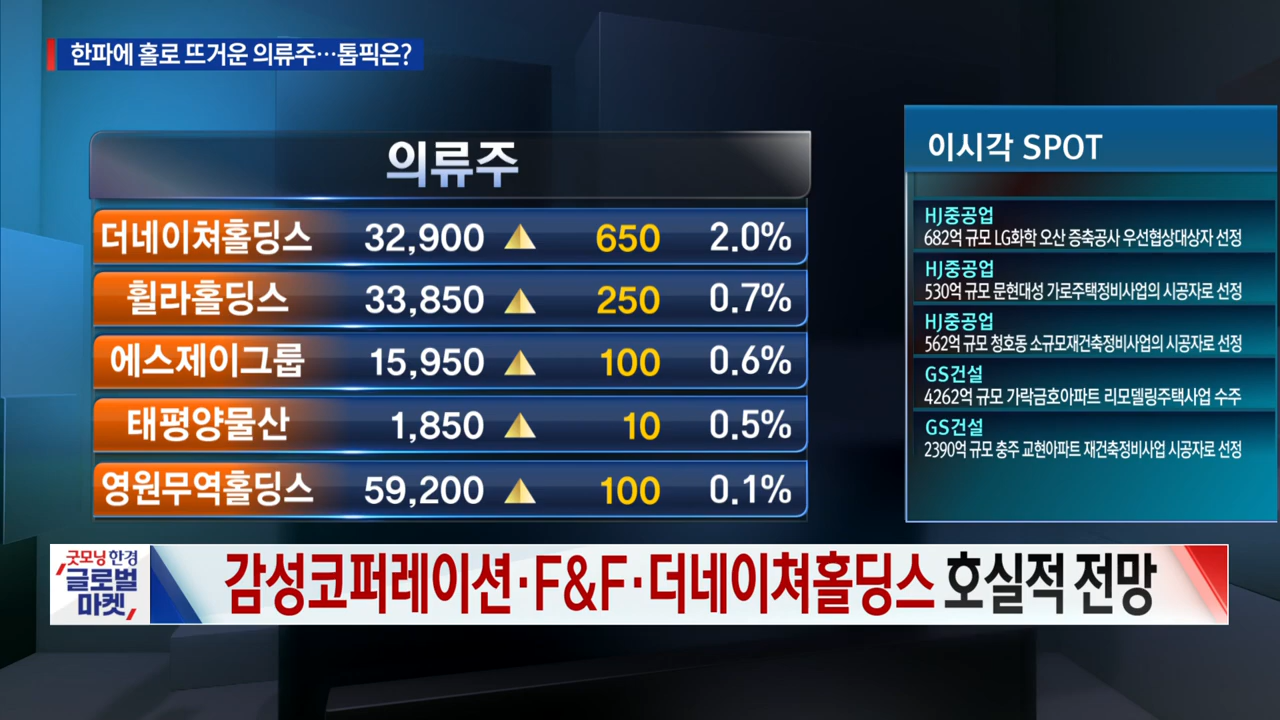 한파에 홀로 뜨거운 의류주…톱픽은?
의류주
더네이쳐홀딩스 32,900 ▲ 650 2.0%
휠라홀딩스 33,850 ▲ 250 0.7%
에스제이그룹 15,950 ▲ 100 0.6%
태평양물산 1,850 ▲ 10 0.5%
영원무역홀딩스 59,200 ▲ 100 0.1%
이시각 SPOT
HJ중공업
682억 규모 LG화학 오산 증축공사 우선협상대상자 선정
HJ중공업
530억 규모 문현대성 가로주택정비사업의 시공자로 선정
HJ중공업
562억 규모 청호동 소규모재건축정비사업의 시공자로 선정
GS건설
4262억 규모 가락금호아파트 리모델링주택사업 수주
GS건설
2390억 규모 충주 교현아파트 재건축정비사업 시공자로 선정
굿모닝 한경
글로벌
마켓
감성코퍼레이션·F&F·더네이쳐홀딩스 호실적 전망